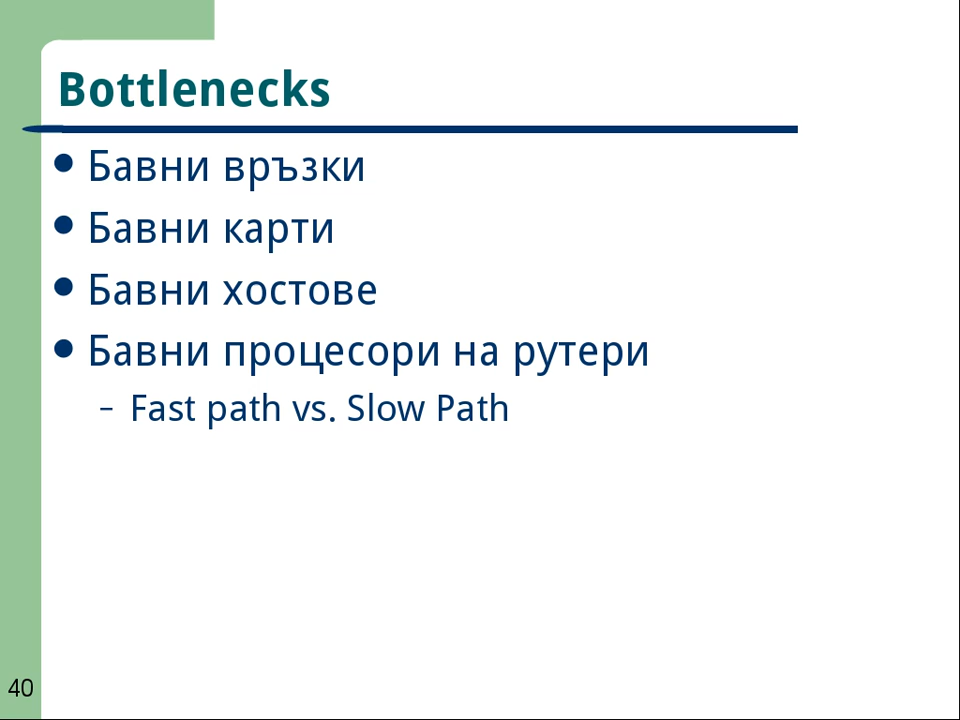 Bottlenecks
Бавни връзки
Бавни карти
Бавни хостове
Бавни процесори на рутери
– Fast path vs. Slow Path
40